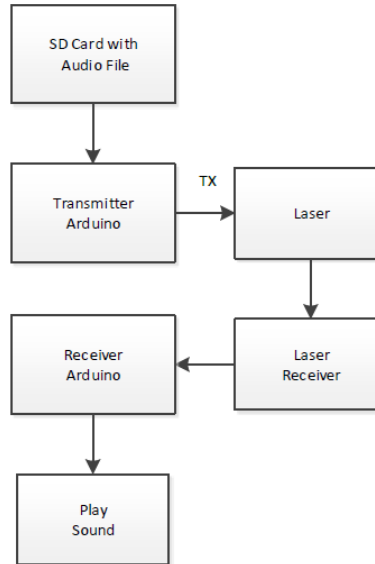 SD Card with
Audio File
Transmitter
Arduino
TX
Laser
Receiver
Arduino
Laser
Receiver
Play
Sound